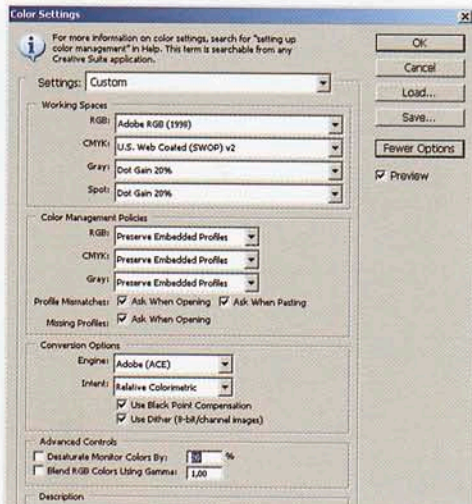 Color Settings
For more information on color settings, search for "setting up
color management" in Help. This term is searchable from any
Creative Suite application.
Settings: Custom
Working Spaces
RGB: Adobe RGB (1998)
CMYK: U.S. Web Coated (SWOP) v2
Gray: Dot Gain 20%
Spot: Dot Gain 20%
Color Management Policies
RGB: Preserve Embedded Profiles
CMYK: Preserve Embedded Profiles
Gray: Preserve Embedded Profiles
Profile Mismatches: Ask When Opening Ask When Pasting
Missing Profiles: Ask When Opening
Conversion Options
Engine: Adobe (ACE)
Intent: Relative Colorimetric
Use Black Point Compensation
Use Dither (8-bit/channel images)
Advanced Controls
Desaturate Monitor Colors By: %
Blend RGB Colors Using Gamma: 1,00
Description
OK
Cancel
Load...
Save...
Fewer Options
Preview